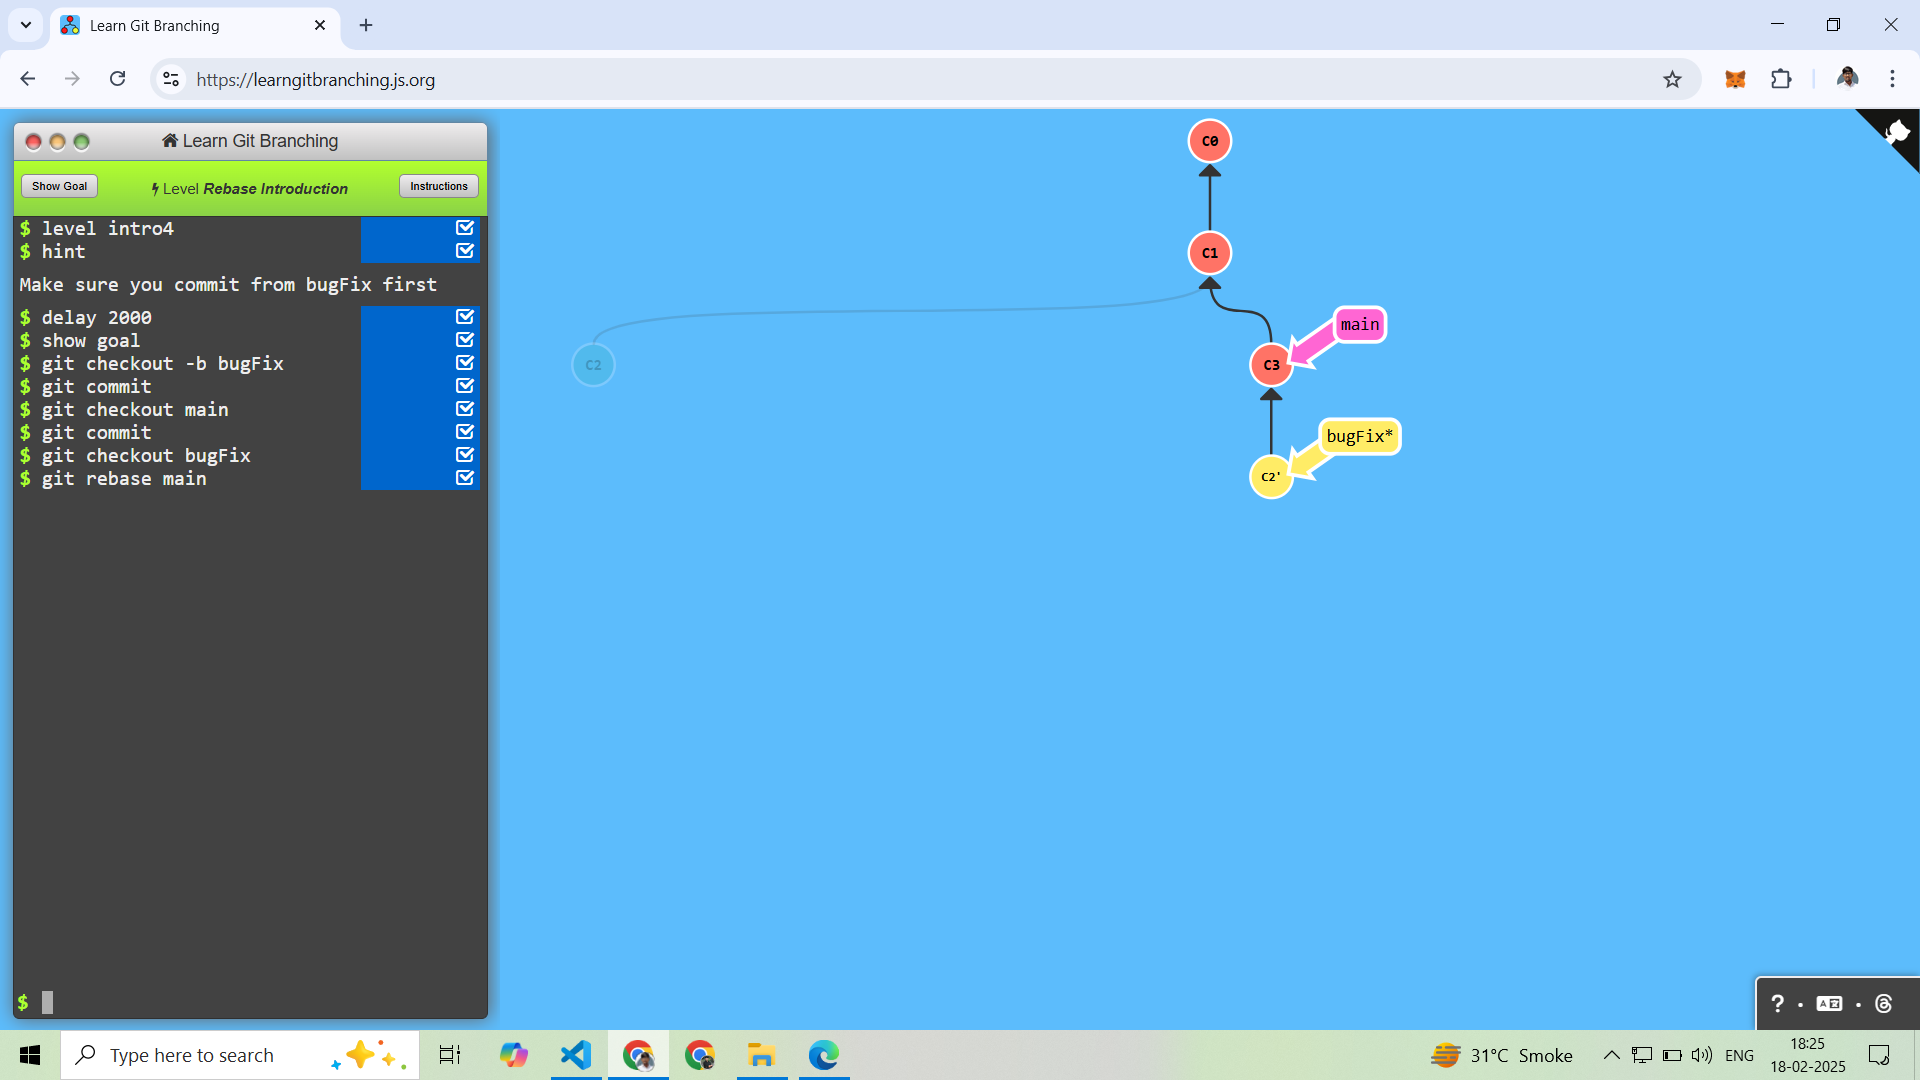 Learn Git Branching
https://learngitbranching.js.org
Learn Git Branching
Show Goal
Level Rebase Introduction
Instructions
$ level intro4
$ hint
Make sure you commit from bugFix first
$ delay 2000
$ show goal
$ git checkout -b bugFix
$ git commit
$ git checkout main
$ git commit
$ git checkout bugFix
$ git rebase main
$
C0
C1
main
C2
C3
bugFix*
C2'
?
Type here to search
31°C Smoke
ENG
18:25
18-02-2025